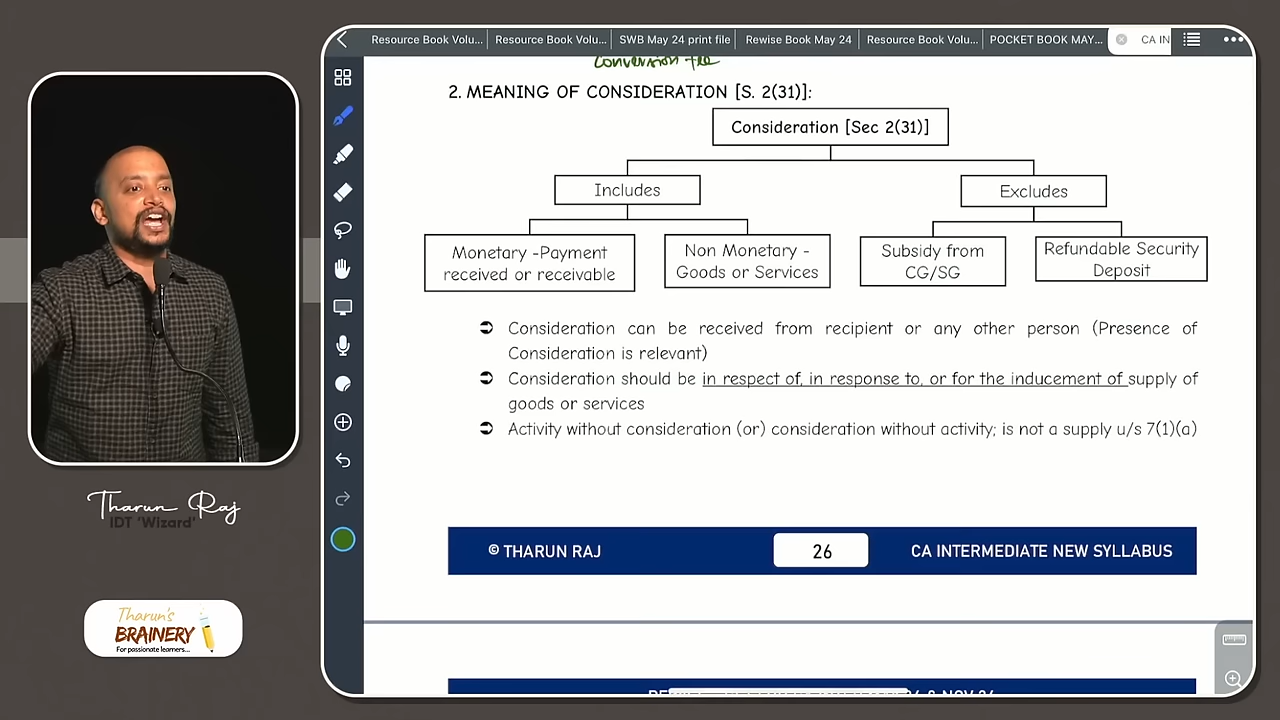 Resource Book Volu...
Resource Book Volu...
SWB May 24 print file
Rewise Book May 24
Resource Book Volu...
POCKET BOOK MAY...
CA IN
conversion fee
2. MEANING OF CONSIDERATION [S. 2(31)]:
Consideration [Sec 2(31)]
Includes
Excludes
Monetary -Payment
received or receivable
Non Monetary -
Goods or Services
Subsidy from
CG/SG
Refundable Security
Deposit
➲ Consideration can be received from recipient or any other person (Presence of
Consideration is relevant)
➲ Consideration should be in respect of, in response to, or for the inducement of supply of
goods or services
➲ Activity without consideration (or) consideration without activity; is not a supply u/s 7(1)(a)
© THARUN RAJ
26
CA INTERMEDIATE NEW SYLLABUS
Tharun Raj
IDT 'Wizard'
Tharun's
BRAINERY
For passionate learners...